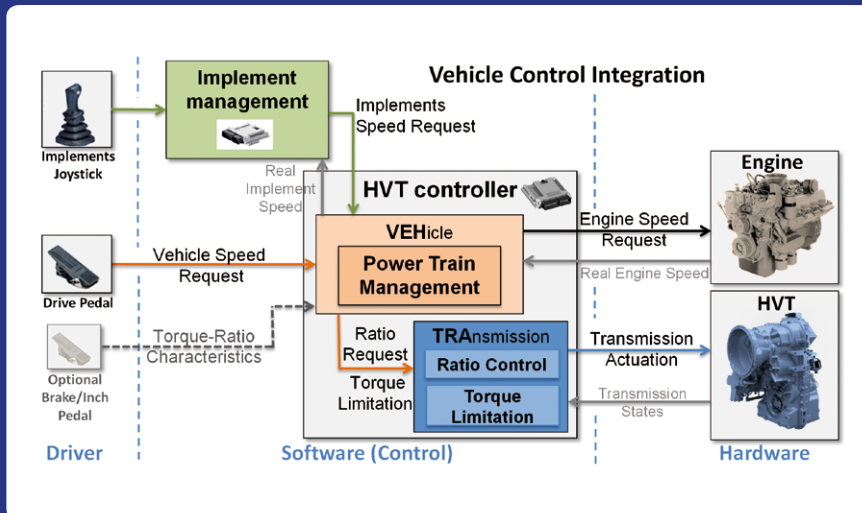 Vehicle Control Integration
Implement
management
Implements
Joystick
Implements
Speed Request
Real
Implement
Speed
HVT controller
Engine
VEHicle
Power Train
Management
Vehicle Speed
Request
Drive Pedal
Engine Speed
Request
Real Engine Speed
HVT
Torque-Ratio
Characteristics
Optional
Brake/Inch
Pedal
Ratio
Request
Torque
Limitation
TRAnsmission
Ratio Control
Torque
Limitation
Transmission
Actuation
Transmission
States
Driver
Software (Control)
Hardware